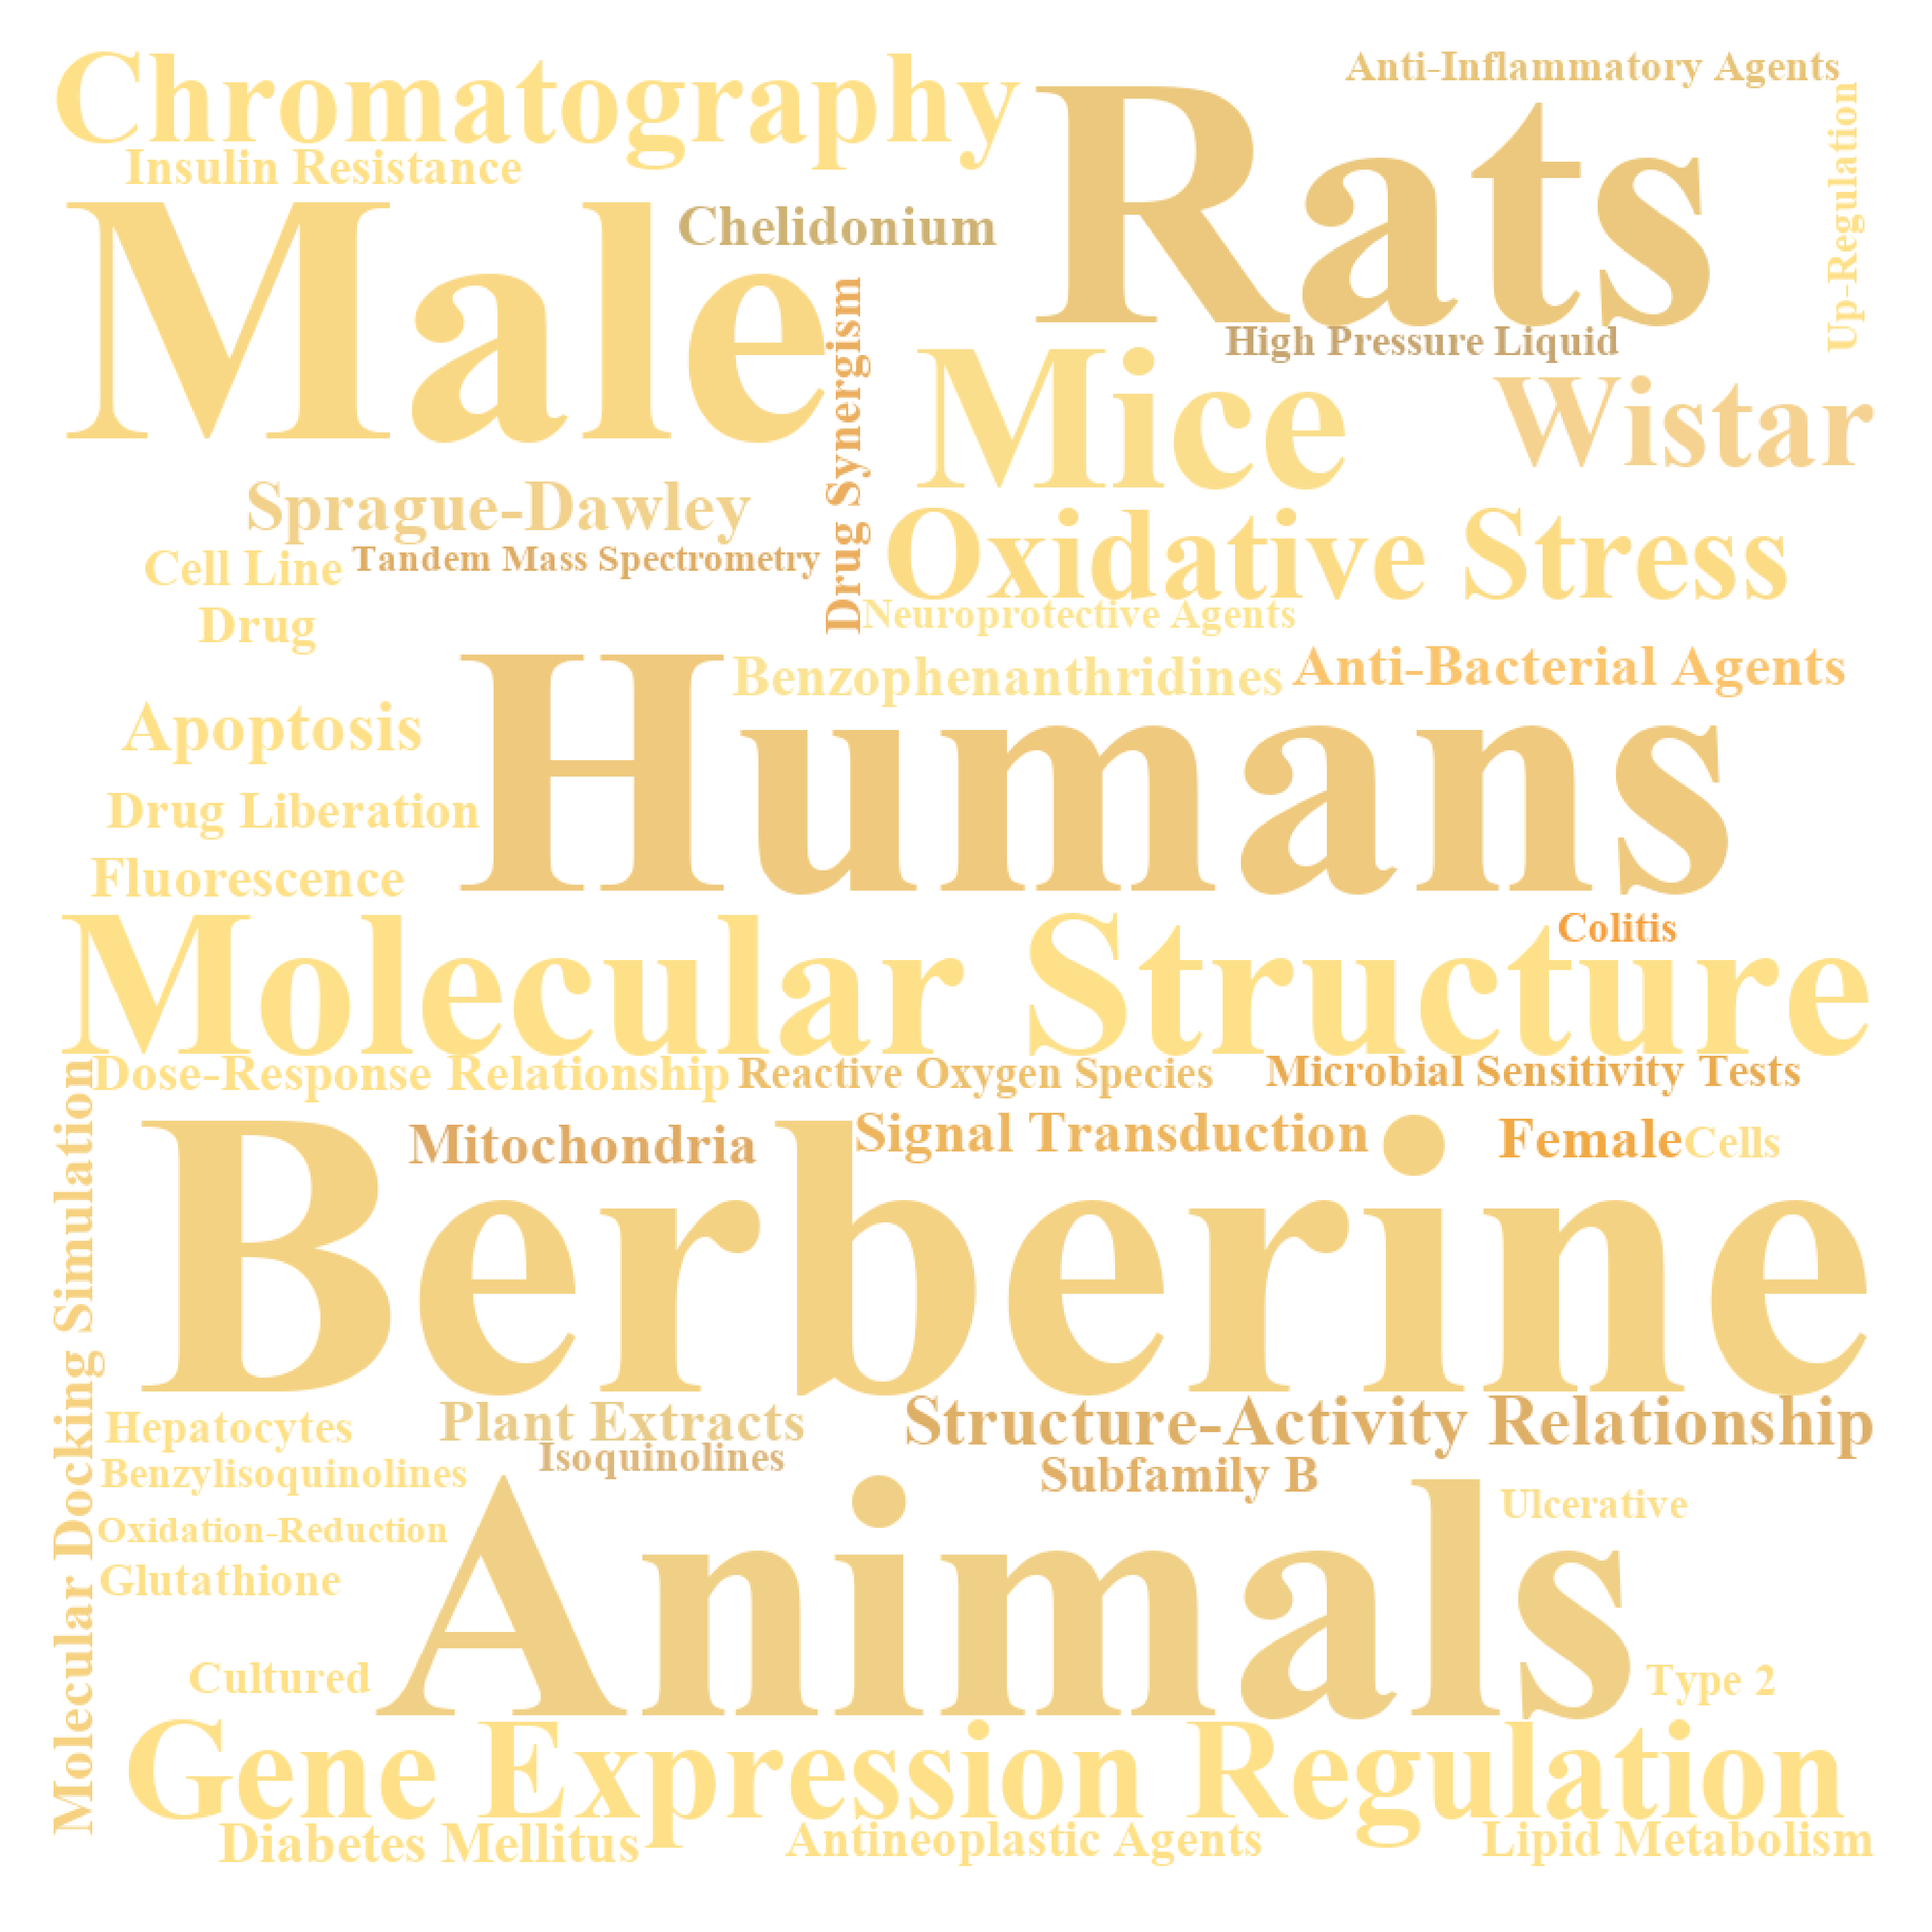 Chromatography
Anti-Inflammatory Agents
Rats
Up-Regulation
Insulin Resistance
Male
Chelidonium
Drug Synergism
High Pressure Liquid
Mice
Wistar
Sprague-Dawley
Oxidative Stress
Cell Line
Tandem Mass Spectrometry
Drug
Neuroprotective Agents
Humans
Benzophenanthridines
Anti-Bacterial Agents
Apoptosis
Drug Liberation
Fluorescence
Molecular Structure
Colitis
Dose-Response Relationship
Reactive Oxygen Species
Microbial Sensitivity Tests
Molecular Docking Simulation
Berberine
Mitochondria
Signal Transduction
Female
Cells
Hepatocytes
Plant Extracts
Structure-Activity Relationship
Isoquinolines
Benzylisoquinolines
Subfamily B
Animals
Ulcerative
Oxidation-Reduction
Glutathione
Cultured
Type 2
Gene Expression Regulation
Diabetes Mellitus
Antineoplastic Agents
Lipid Metabolism